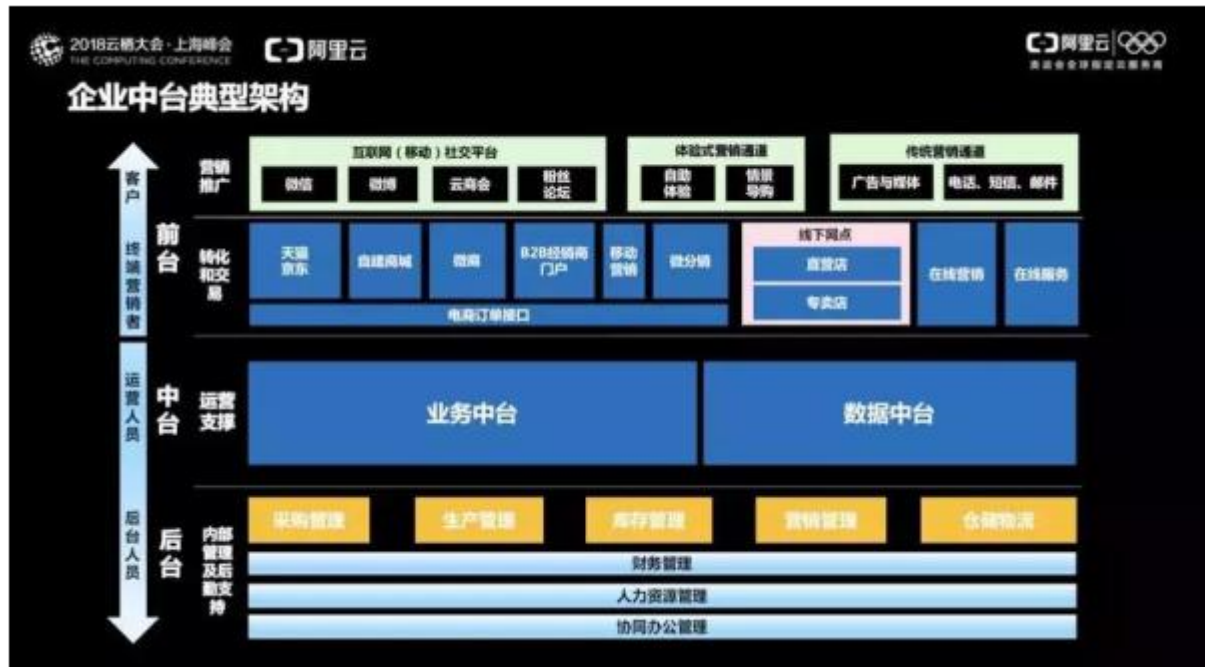 2018云栖大会·上海峰会
THE COMPUTING CONFERENCE
阿里云
阿里云
奥运会全球指定云服务商
企业中台典型架构
客户
终端营销者
运营人员
后台人员
前台
营销
推广
互联网(移动)社交平台
微信
微博
云商会
粉丝
论坛
体验式营销通道
自助
体验
情景
导购
传统营销通道
广告与媒体
电话、短信、邮件
转化
和交
易
天猫
京东
自建商城
微商
B2B经销商
门户
移动
营销
微分销
电商订单接口
线下网点
直营店
专卖店
在线营销
在线服务
中台
运营
支撑
业务中台
数据中台
后台
内部
管理
及后
勤支
持
采购管理
生产管理
库存管理
营销管理
仓储物流
财务管理
人力资源管理
协同办公管理